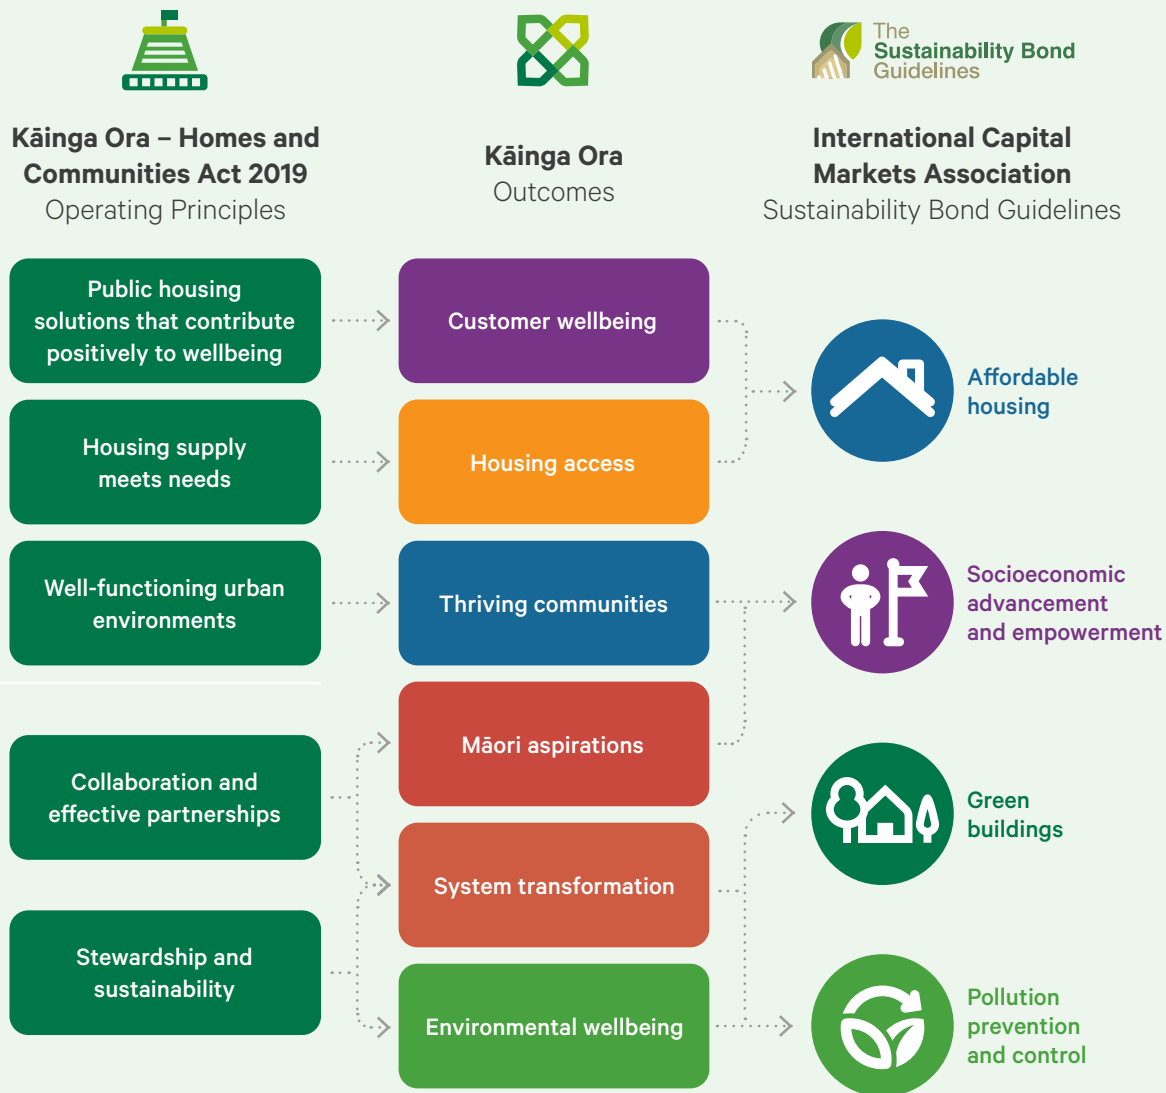 Kāinga Ora – Homes and
Communities Act 2019
Operating Principles
Kāinga Ora
Outcomes
The
Sustainability Bond
Guidelines
International Capital
Markets Association
Sustainability Bond Guidelines
Public housing
solutions that contribute
positively to wellbeing
Housing supply
meets needs
Well-functioning urban
environments
Collaboration and
effective partnerships
Stewardship and
sustainability
Customer wellbeing
Housing access
Thriving communities
Māori aspirations
System transformation
Environmental wellbeing
Affordable
housing
Socioeconomic
advancement
and empowerment
Green
buildings
Pollution
prevention
and control